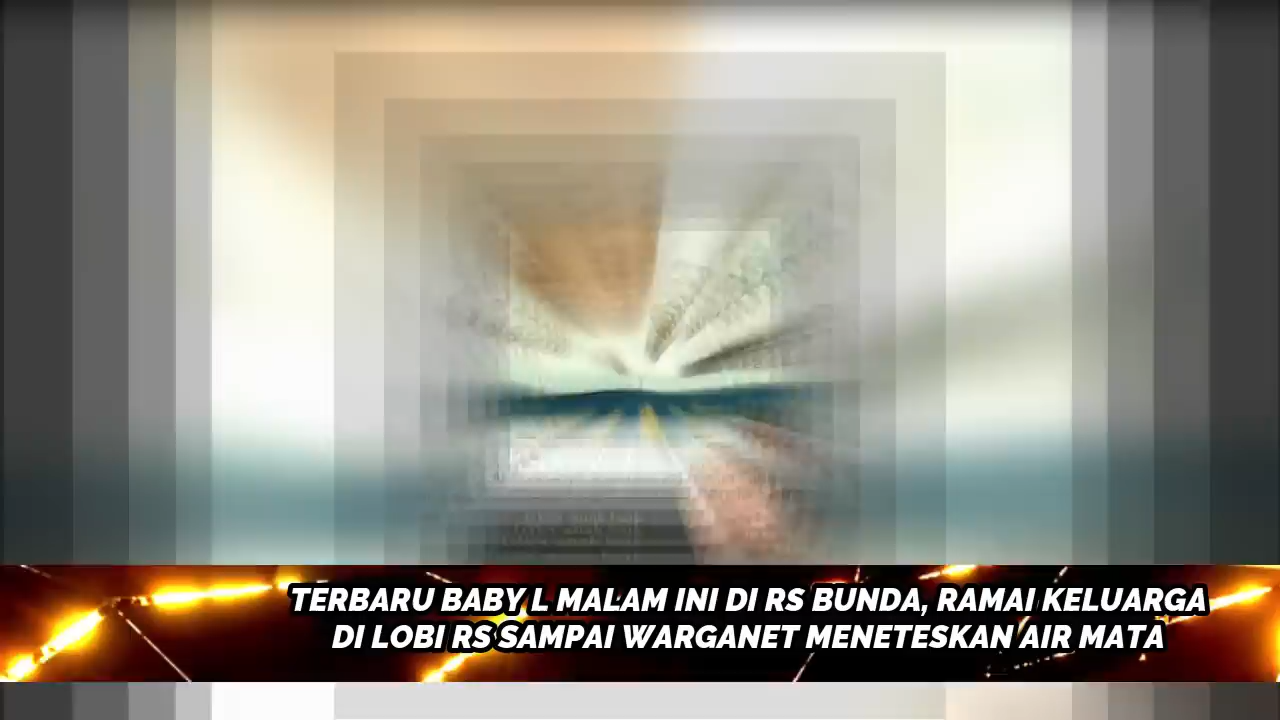 TERBARU BABY L MALAM INI DI RS BUNDA, RAMAI KELUARGA
DI LOBI RS SAMPAI WARGANET MENETESKAN AIR MATA